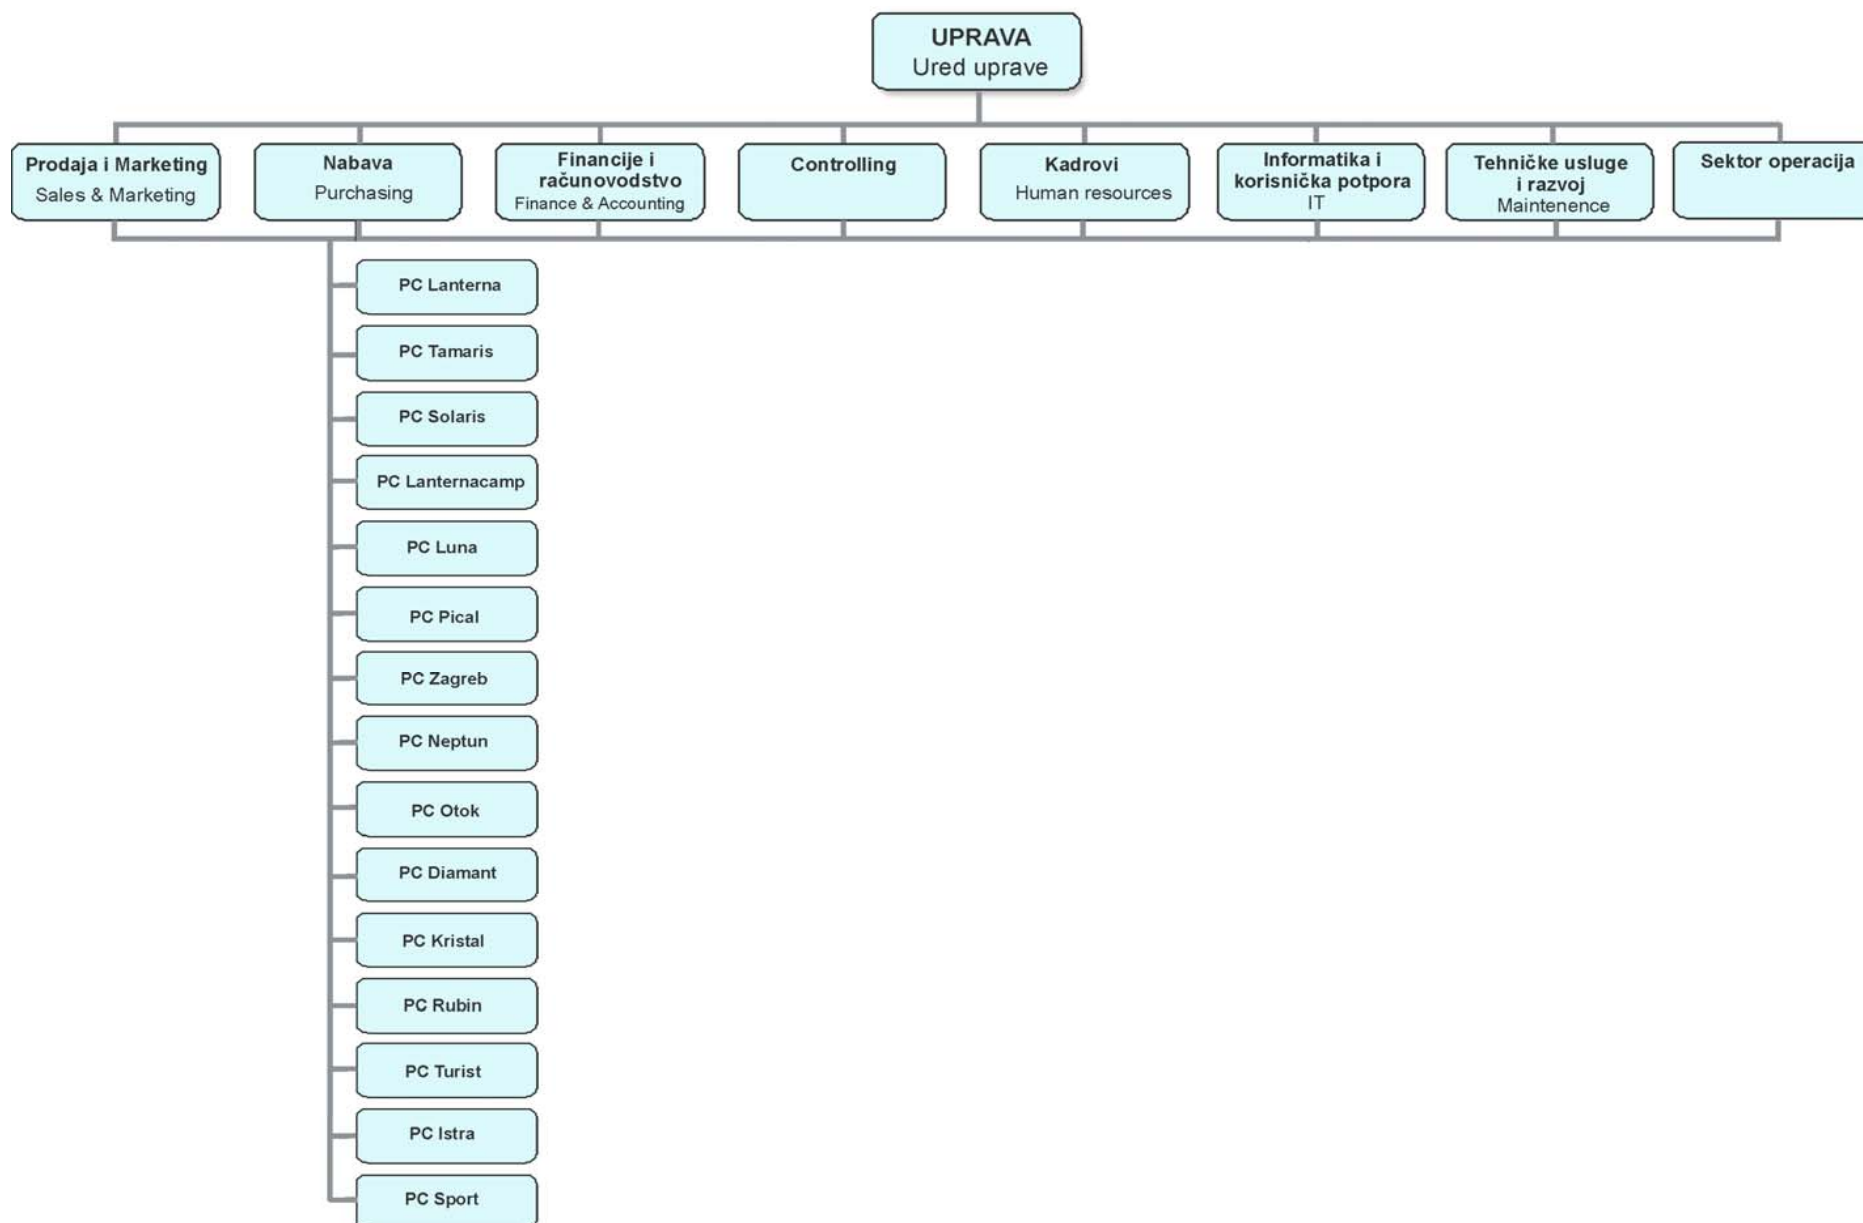 UPRAVA
Ured uprave
Prodaja i Marketing
Sales & Marketing
Nabava
Purchasing
Financije i
računovodstvo
Finance & Accounting
Controlling
Kadrovi
Human resources
Informatika i
korisnička potpora
IT
Tehničke usluge
i razvoj
Maintenence
Sektor operacija
PC Lanterna
PC Tamaris
PC Solaris
PC Lanternacamp
PC Luna
PC Pical
PC Zagreb
PC Neptun
PC Otok
PC Diamant
PC Kristal
PC Rubin
PC Turist
PC Istra
PC Sport